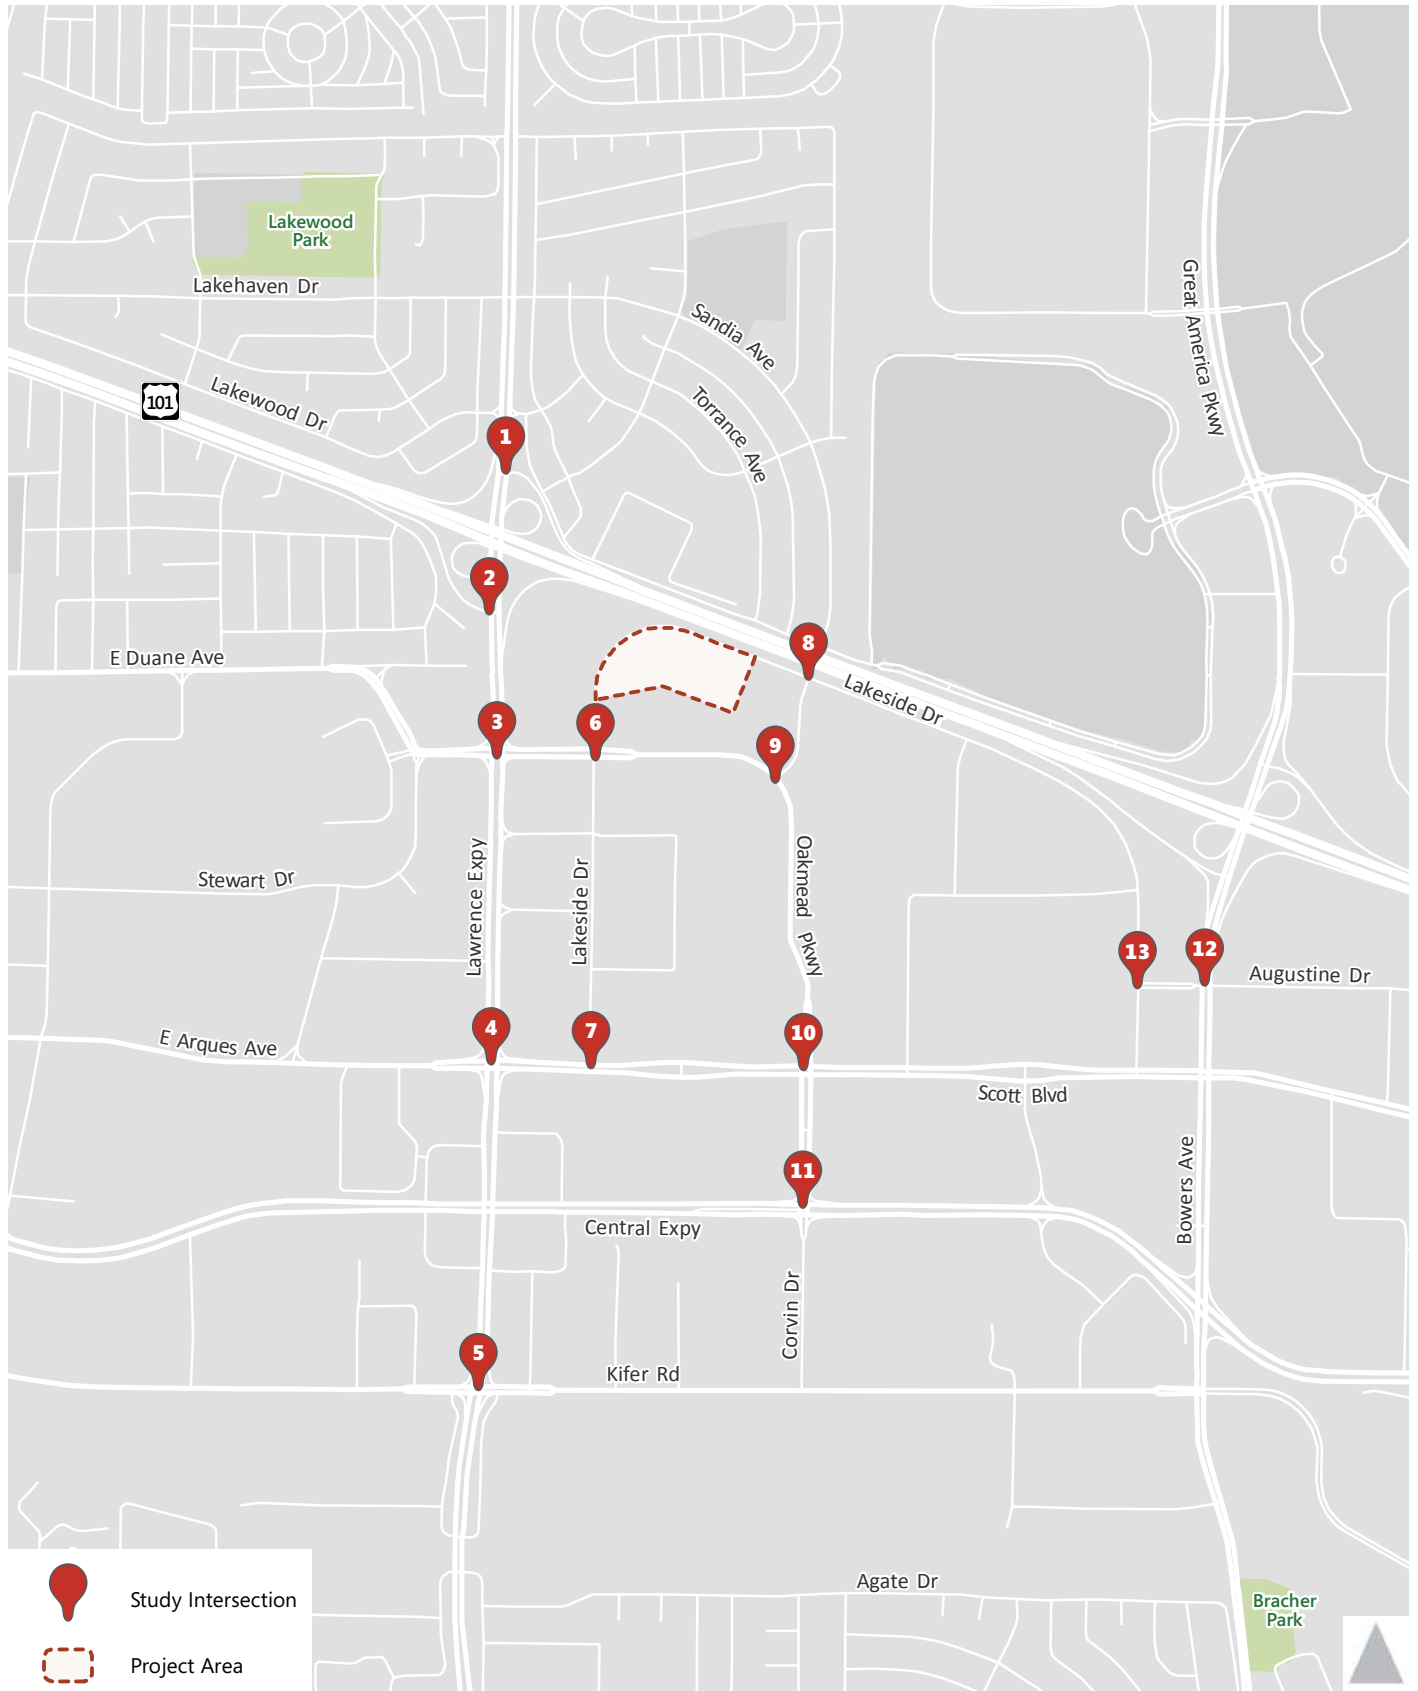 Lakewood
Park
Lakehaven Dr
Great America Pkwy
Sandia Ave
101
Lakewood Dr
Torrance Ave
1
2
8
E Duane Ave
Lakeside Dr
3
6
9
Lawrence Expy
Lakeside Dr
Oakmead Pkwy
Stewart Dr
13
12
Augustine Dr
4
7
10
E Arques Ave
Scott Blvd
11
Bowers Ave
Central Expy
Corvin Dr
5
Kifer Rd
Agate Dr
Bracher
Park
Study Intersection
Project Area